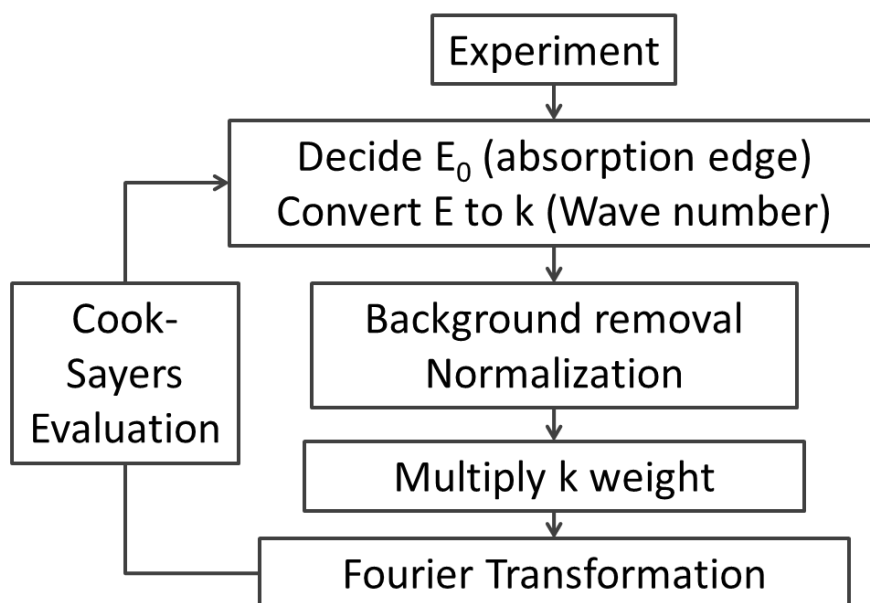 Experiment
Decide E₀ (absorption edge)
Convert E to k (Wave number)
Cook-
Sayers
Evaluation
Background removal
Normalization
Multiply k weight
Fourier Transformation